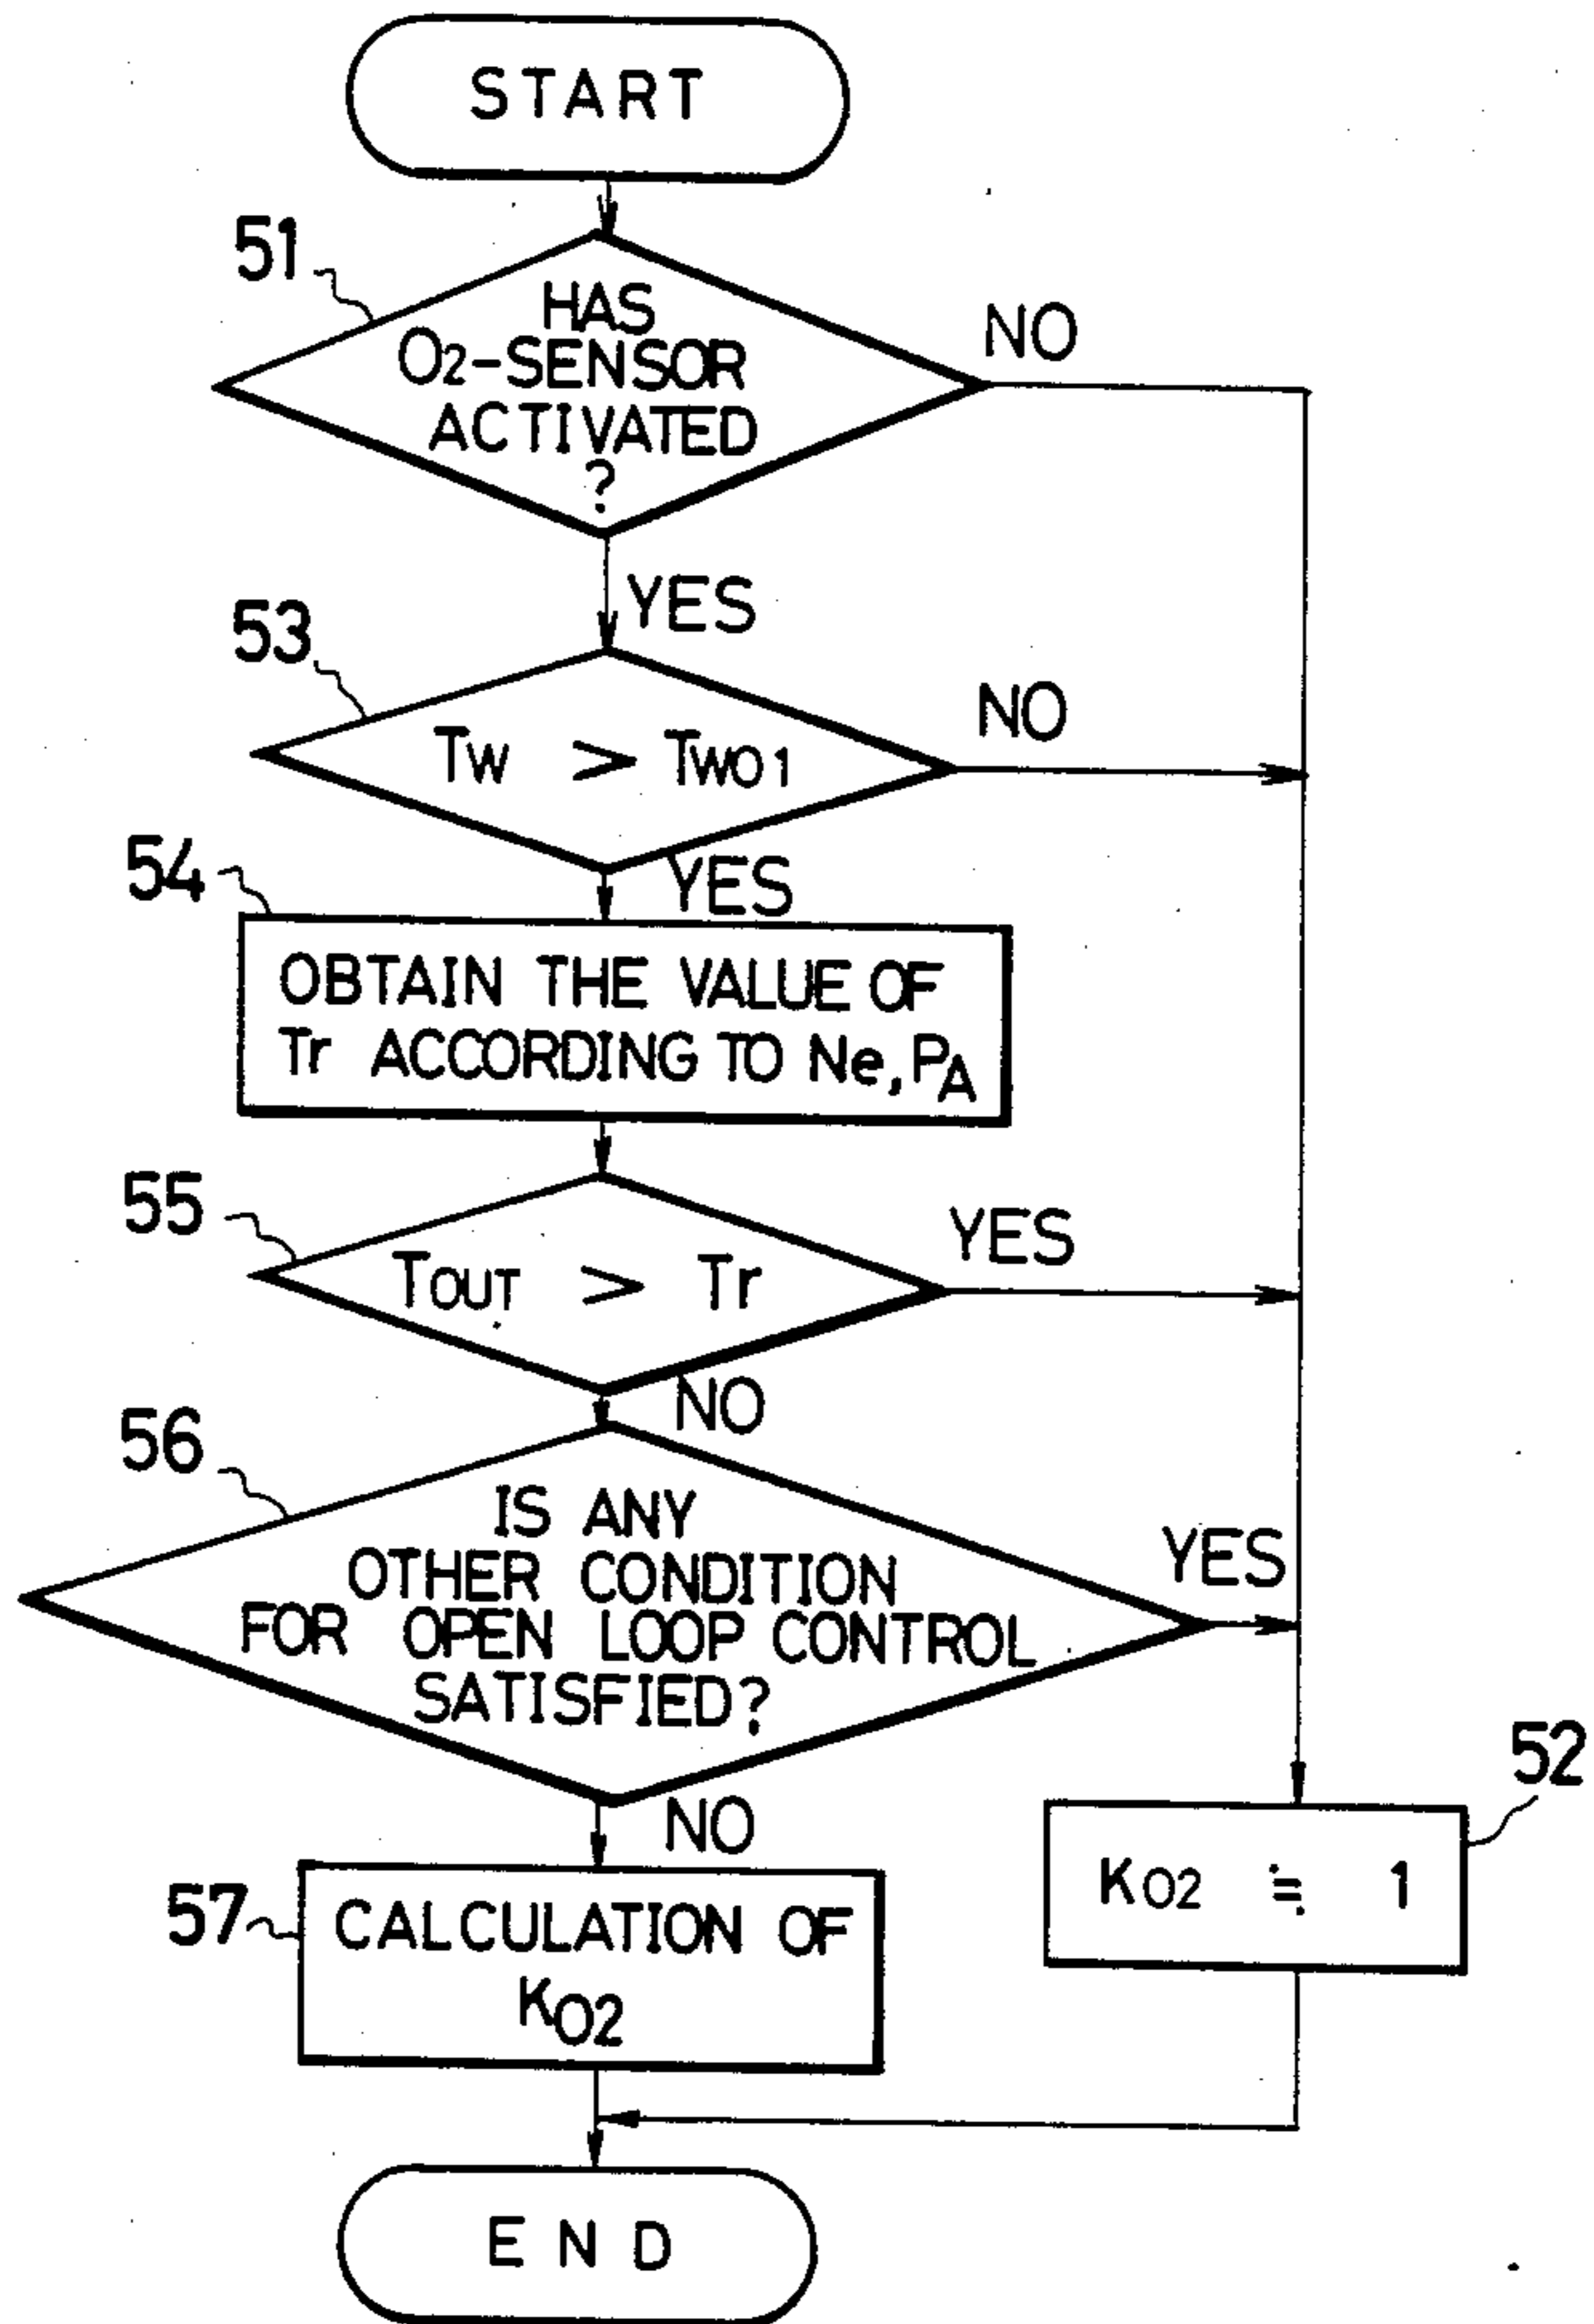 START
51
HAS
O2-SENSOR
ACTIVATED
?
NO
YES
53
TW > TWO1
NO
YES
54
OBTAIN THE VALUE OF
Tr ACCORDING TO Ne, PA
55
TOUT > Tr
YES
NO
56
IS ANY
OTHER CONDITION
FOR OPEN LOOP CONTROL
SATISFIED?
YES
NO
52
KO2 ≒ 1
57
CALCULATION OF
KO2
END